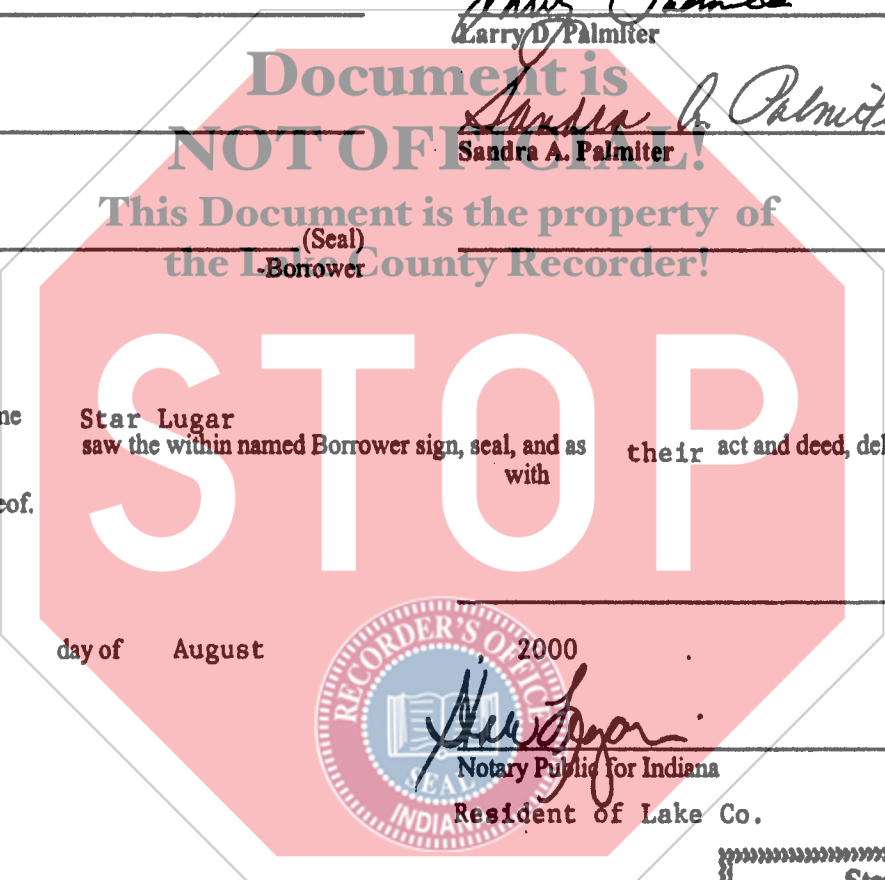 Larry D. Palmiter
Document is
Sandra A. Palmiter
NOT OFFICIAL!
Sandra A. Palmiter
This Document is the property of
(Seal)
the Lake County Recorder!
-Borrower
STOP
Star Lugar
saw the within named Borrower sign, seal, and as their act and deed,
with
eof.
RECORDER'S OFFICE
day of August , 2000 .
SEAL
Notary Public for Indiana
INDIANA
Resident of Lake Co.